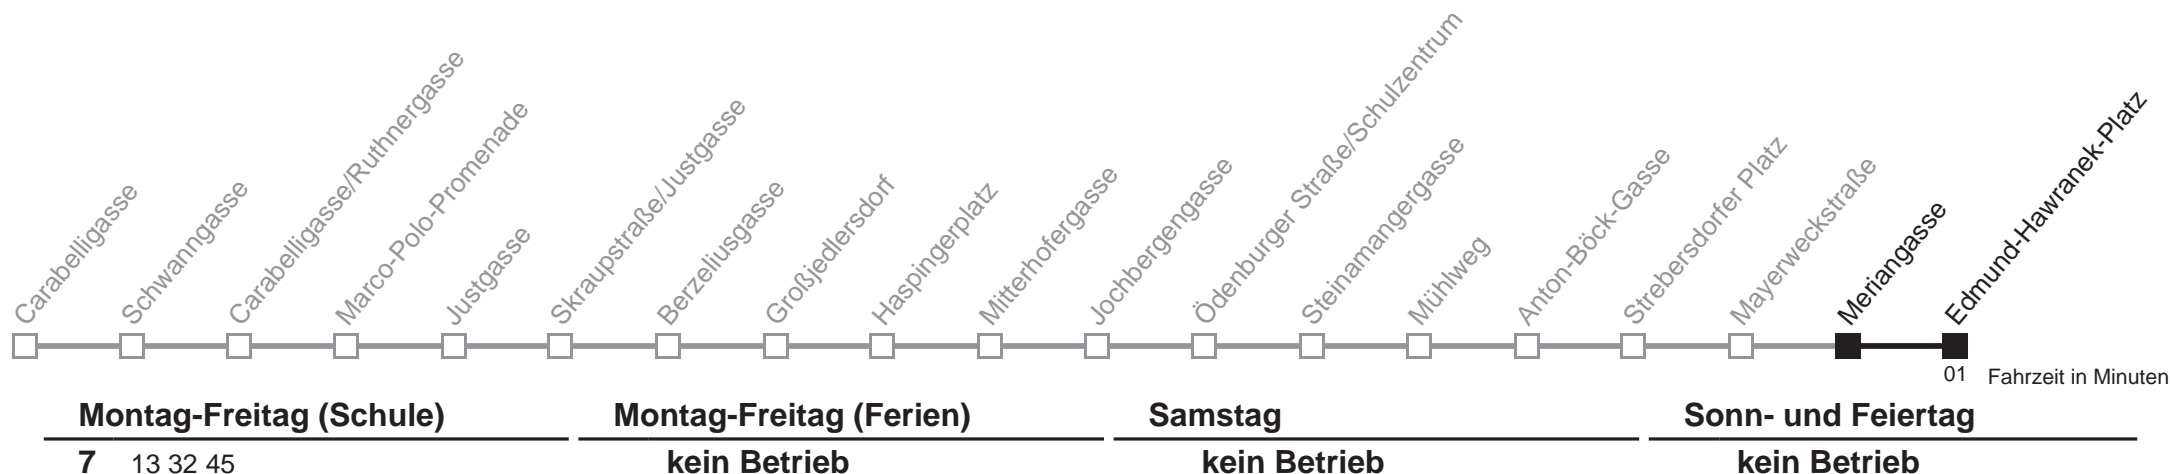 Carabelligasse
Schwanngasse
Carabelligasse/Ruthnergasse
Marco-Polo-Promenade
Justgasse
Skraupstraße/Justgasse
Berzeliusgasse
Großjedlersdorf
Haspingerplatz
Mitterhofergasse
Jochbergengasse
Ödenburger Straße/Schulzentrum
Steinamangergasse
Mühlweg
Anton-Böck-Gasse
Strebersdorfer Platz
Mayerweckstraße
Meriangasse
Edmund-Hawranek-Platz
01 Fahrzeit in Minuten
Montag-Freitag (Schule) Montag-Freitag (Ferien) Samstag Sonn- und Feiertag
7 13 32 45 kein Betrieb kein Betrieb kein Betrieb